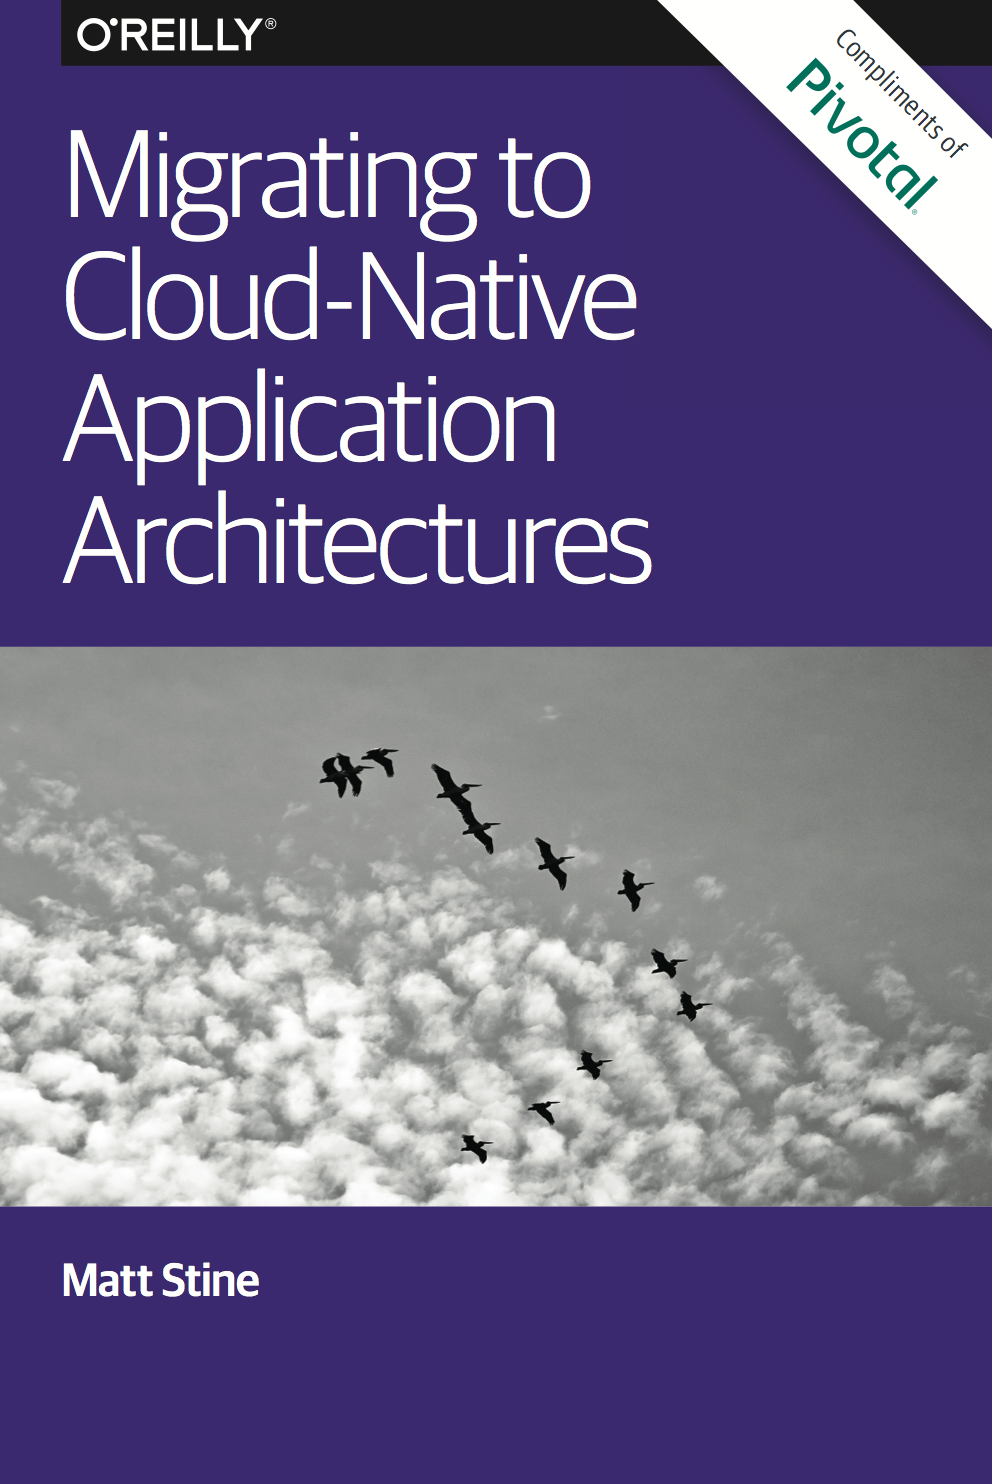 O'REILLY®
Compliments of
Pivotal®
Migrating to
Cloud-Native
Application
Architectures
Matt Stine